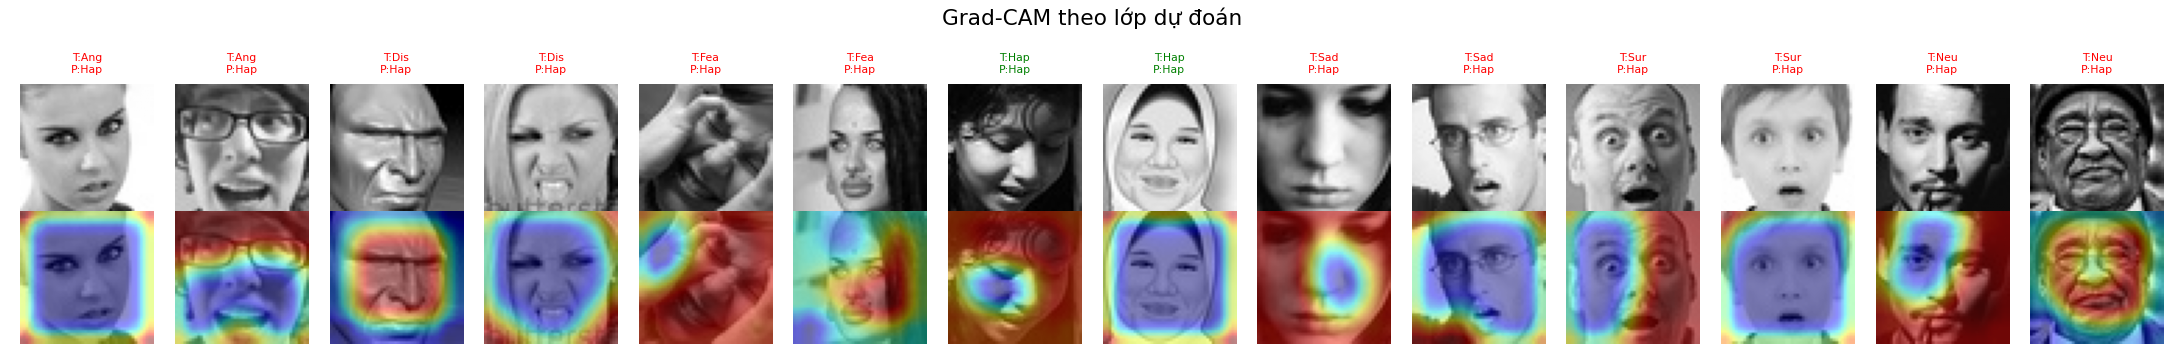 Grad-CAM theo lớp dự đoán
T:Ang T:Ang T:Dis T:Dis T:Fea T:Fea T:Hap T:Hap T:Sad T:Sad T:Sur T:Sur T:Neu T:Neu
P:Hap P:Hap P:Hap P:Hap P:Hap P:Hap P:Hap P:Hap P:Hap P:Hap P:Hap P:Hap P:Hap P:Hap